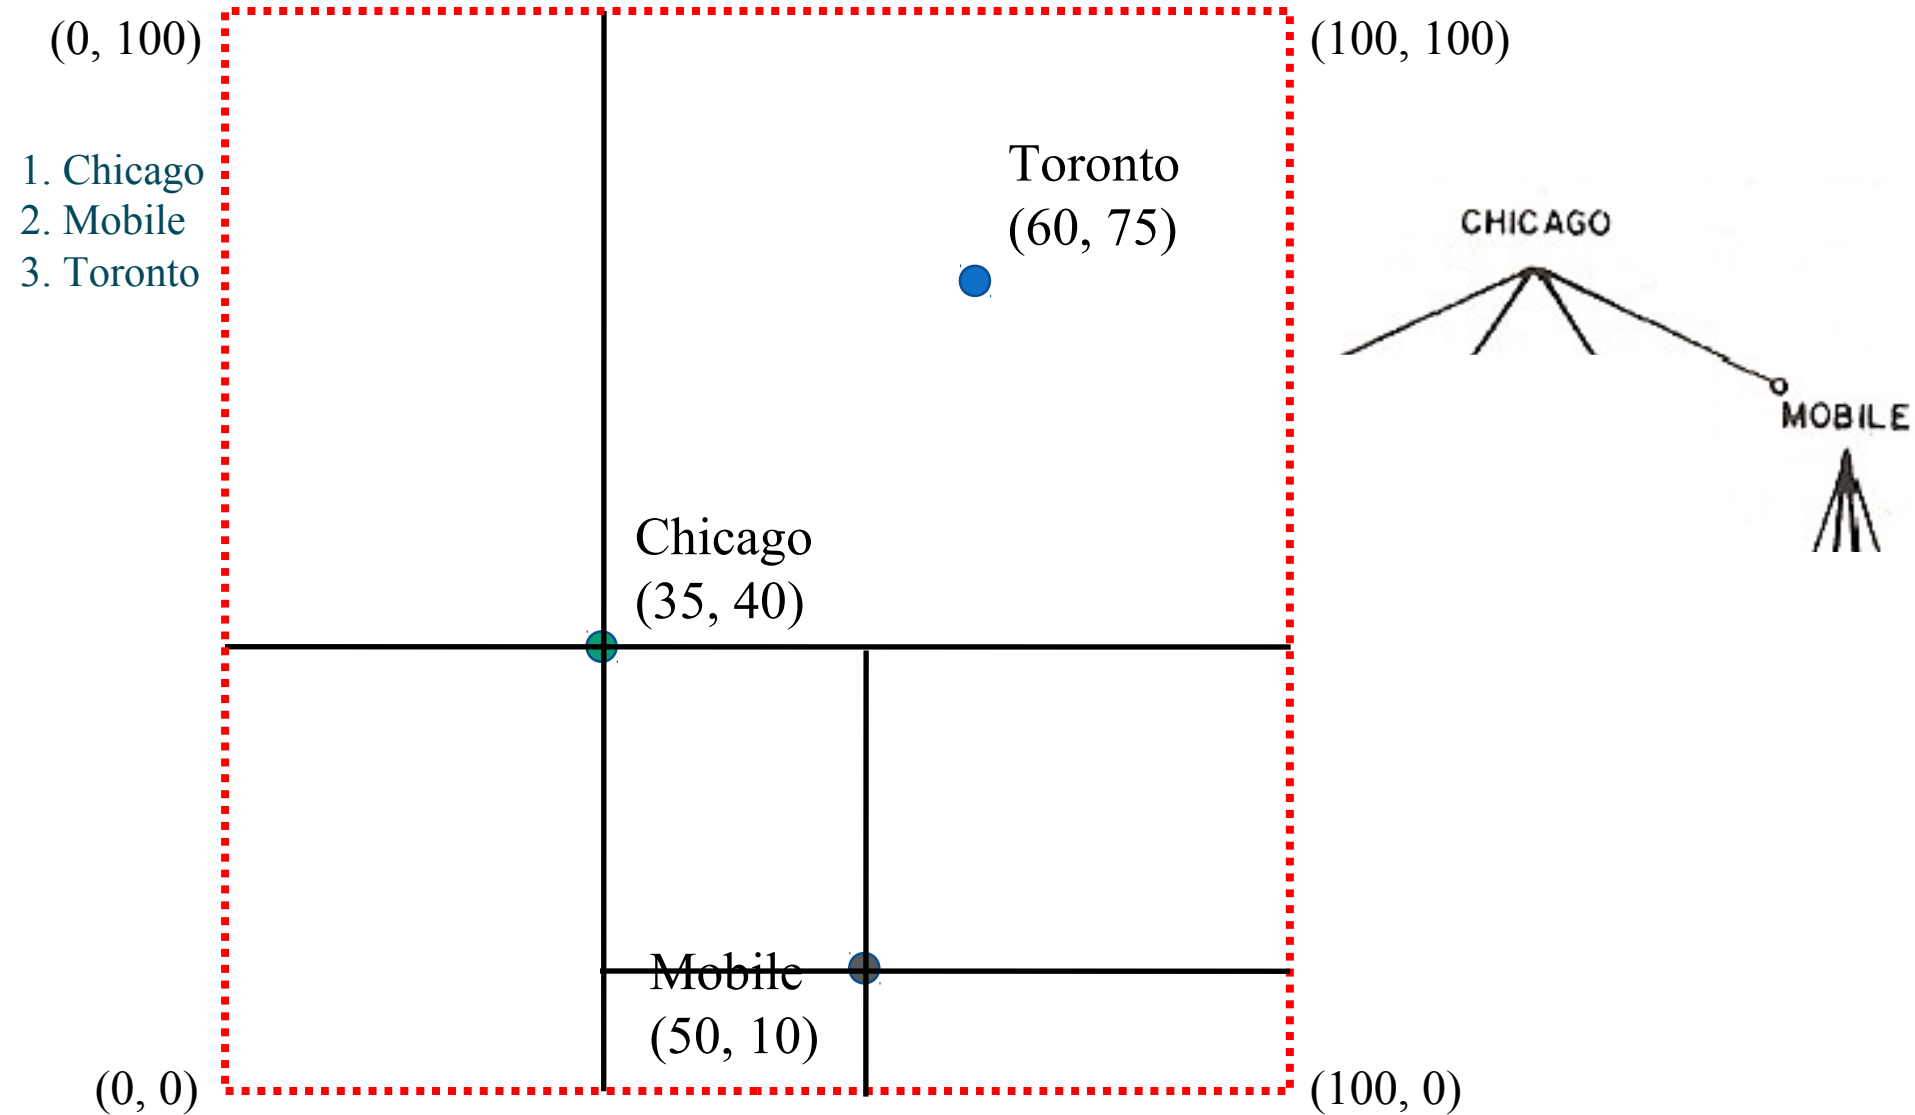 (0, 100)
(100, 100)
1. Chicago
2. Mobile
3. Toronto
Toronto
(60, 75)
CHICAGO
MOBILE
Chicago
(35, 40)
Mobile
(50, 10)
(0, 0)
(100, 0)